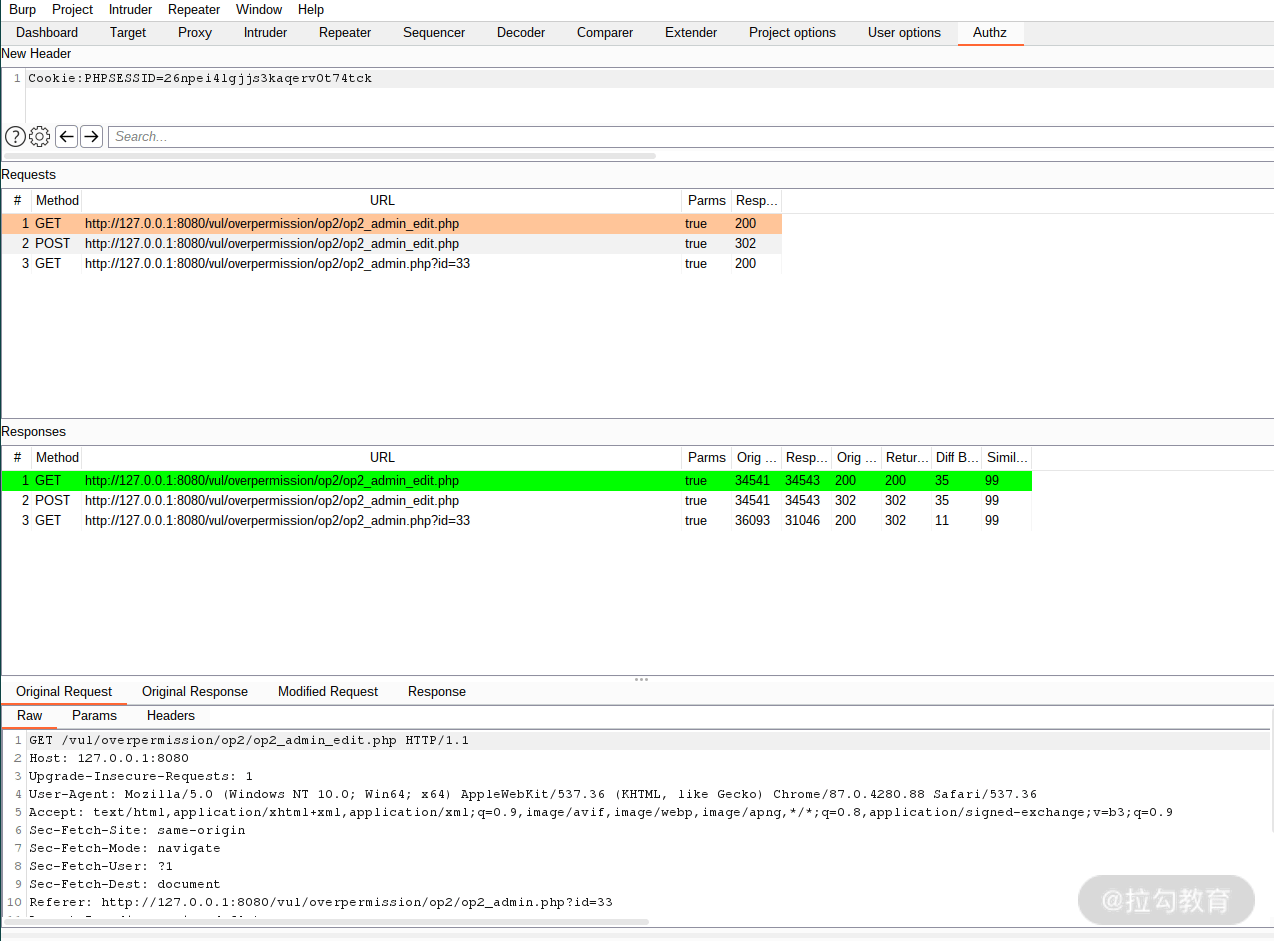 Burp Project Intruder Repeater Window Help
Dashboard Target Proxy Intruder Repeater Sequencer Decoder Comparer Extender Project options User options Authz
New Header
1 Cookie:PHPSESSID=26npei4lgjjs3kaqerv0t74tck
? Search...
Requests
# Method URL Parms Resp...
1 GET http://127.0.0.1:8080/vul/overpermission/op2/op2_admin_edit.php true 200
2 POST http://127.0.0.1:8080/vul/overpermission/op2/op2_admin_edit.php true 302
3 GET http://127.0.0.1:8080/vul/overpermission/op2/op2_admin.php?id=33 true 200
Responses
# Method URL Parms Orig ... Resp... Orig ... Retur... Diff B... Simil...
1 GET http://127.0.0.1:8080/vul/overpermission/op2/op2_admin_edit.php true 34541 34543 200 200 35 99
2 POST http://127.0.0.1:8080/vul/overpermission/op2/op2_admin_edit.php true 34541 34543 302 302 35 99
3 GET http://127.0.0.1:8080/vul/overpermission/op2/op2_admin.php?id=33 true 36093 31046 200 302 11 99
Original Request Original Response Modified Request Response
Raw Params Headers
1 GET /vul/overpermission/op2/op2_admin_edit.php HTTP/1.1
2 Host: 127.0.0.1:8080
3 Upgrade-Insecure-Requests: 1
4 User-Agent: Mozilla/5.0 (Windows NT 10.0; Win64; x64) AppleWebKit/537.36 (KHTML, like Gecko) Chrome/87.0.4280.88 Safari/537.36
5 Accept: text/html,application/xhtml+xml,application/xml;q=0.9,image/avif,image/webp,image/apng,*/*;q=0.8,application/signed-exchange;v=b3;q=0.9
6 Sec-Fetch-Site: same-origin
7 Sec-Fetch-Mode: navigate
8 Sec-Fetch-User: ?1
9 Sec-Fetch-Dest: document
10 Referer: http://127.0.0.1:8080/vul/overpermission/op2/op2_admin.php?id=33
@拉勾教育